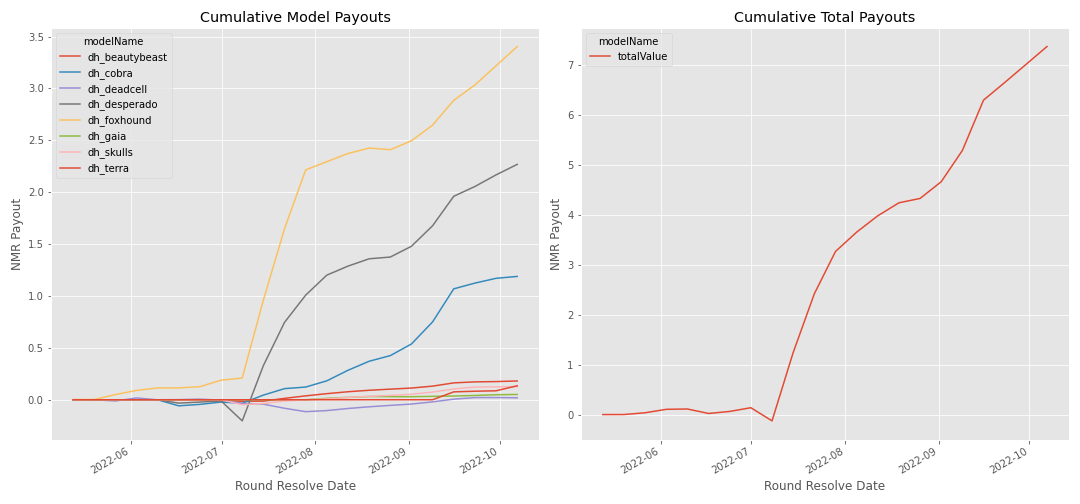 Cumulative Model Payouts
modelName
dh_beautybeast
dh_cobra
dh_deadcell
dh_desperado
dh_foxhound
dh_gaia
dh_skulls
dh_terra
NMR Payout
3.5
3.0
2.5
2.0
1.5
1.0
0.5
0.0
2022-06
2022-07
2022-08
2022-09
2022-10
Round Resolve Date
Cumulative Total Payouts
modelName
totalValue
NMR Payout
7
6
5
4
3
2
1
0
2022-06
2022-07
2022-08
2022-09
2022-10
Round Resolve Date